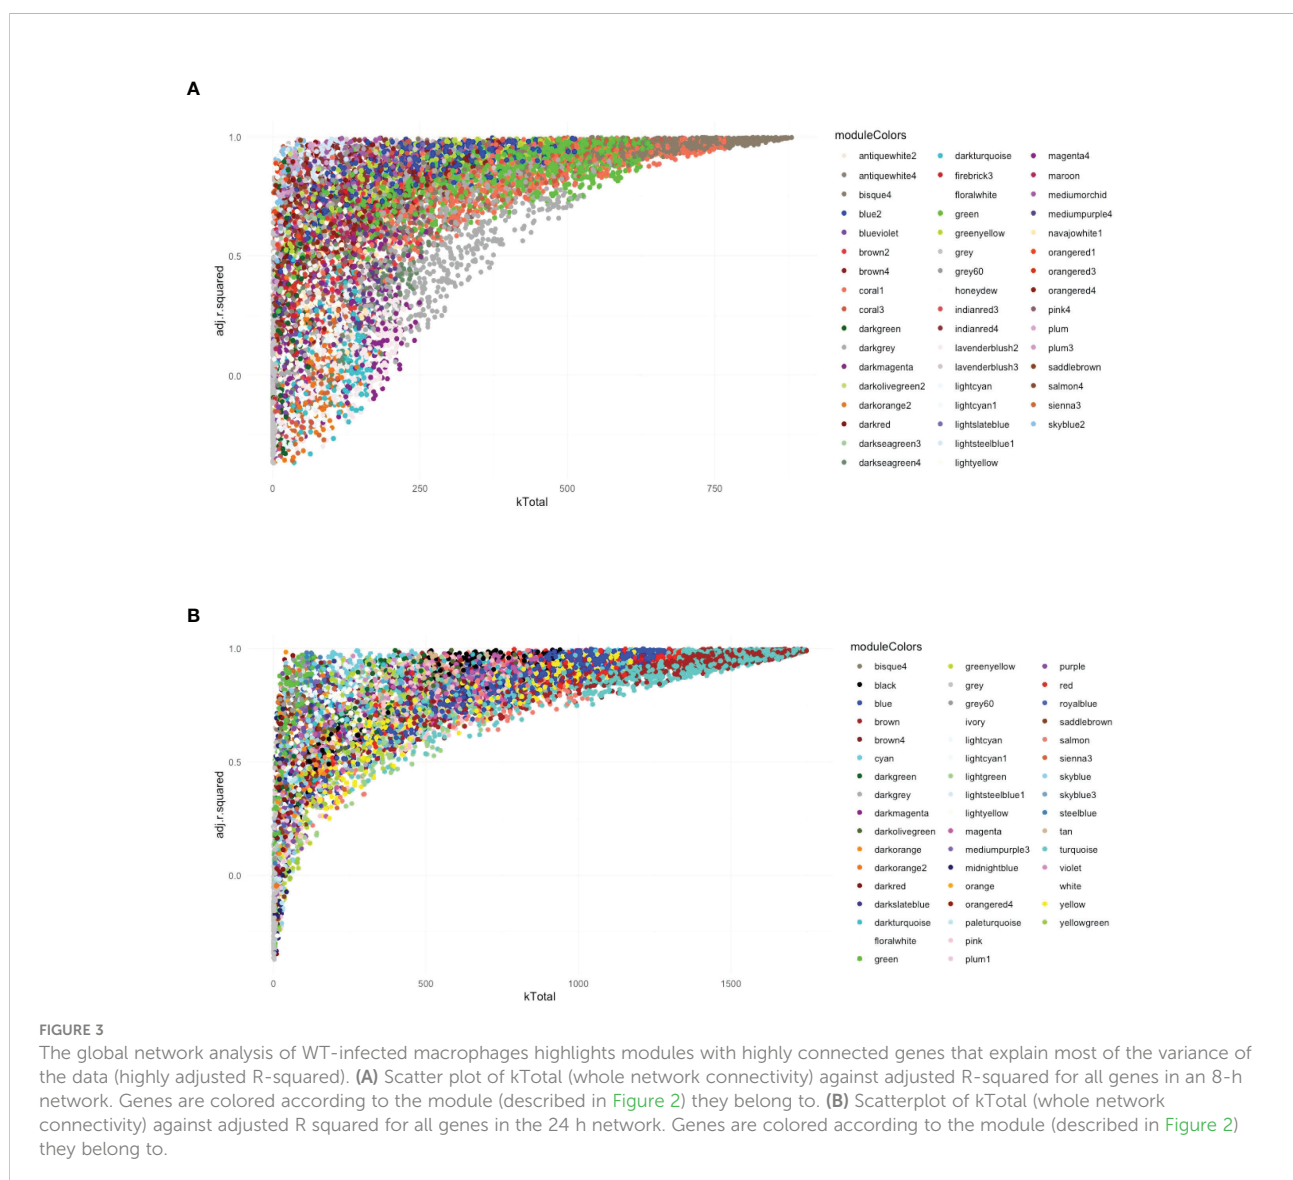 A
moduleColors
antiquewhite2
antiquewhite4
bisque4
blue2
blueviolet
brown2
brown4
coral1
coral3
darkgreen
darkgrey
darkmagenta
darkolivegreen2
darkorange2
darkred
darkseagreen3
darkseagreen4
darkturquoise
firebrick3
floralwhite
green
greenyellow
grey
grey60
honeydew
indianred3
indianred4
lavenderblush2
lavenderblush3
lightcyan
lightcyan1
lightslateblue
lightsteelblue1
lightyellow
magenta4
maroon
mediumorchid
mediumpurple4
navajowhite1
orangered1
orangered3
orangered4
pink4
plum
plum3
saddlebrown
salmon4
sienna3
skyblue2
1.0
0.5
0.0
adj.r.squared
0
250
500
750
kTotal
B
moduleColors
bisque4
black
blue
brown
brown4
cyan
darkgreen
darkgrey
darkmagenta
darkolivegreen
darkorange
darkorange2
darkred
darkslateblue
darkturquoise
floralwhite
green
greenyellow
grey
grey60
ivory
lightcyan
lightcyan1
lightgreen
lightsteelblue1
lightyellow
magenta
mediumpurple3
midnightblue
orange
orangered4
paleturquoise
pink
plum1
purple
red
royalblue
saddlebrown
salmon
sienna3
skyblue
skyblue3
steelblue
tan
turquoise
violet
white
yellow
yellowgreen
1.0
0.5
0.0
adj.r.squared
0
500
1000
1500
kTotal
FIGURE 3
The global network analysis of WT-infected macrophages highlights modules with highly connected genes that explain most of the variance of
the data (highly adjusted R-squared). (A) Scatter plot of kTotal (whole network connectivity) against adjusted R-squared for all genes in an 8-h
network. Genes are colored according to the module (described in Figure 2) they belong to. (B) Scatterplot of kTotal (whole network
connectivity) against adjusted R squared for all genes in the 24 h network. Genes are colored according to the module (described in Figure 2)
they belong to.